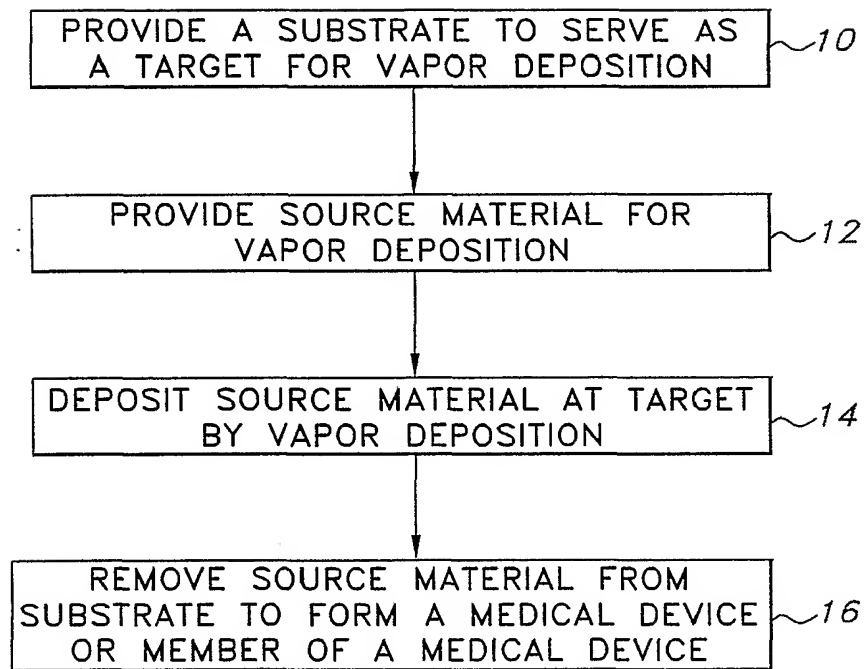 PROVIDE A SUBSTRATE TO SERVE AS
A TARGET FOR VAPOR DEPOSITION
10
PROVIDE SOURCE MATERIAL FOR
VAPOR DEPOSITION
12
DEPOSIT SOURCE MATERIAL AT TARGET
BY VAPOR DEPOSITION
14
REMOVE SOURCE MATERIAL FROM
SUBSTRATE TO FORM A MEDICAL DEVICE
OR MEMBER OF A MEDICAL DEVICE
16